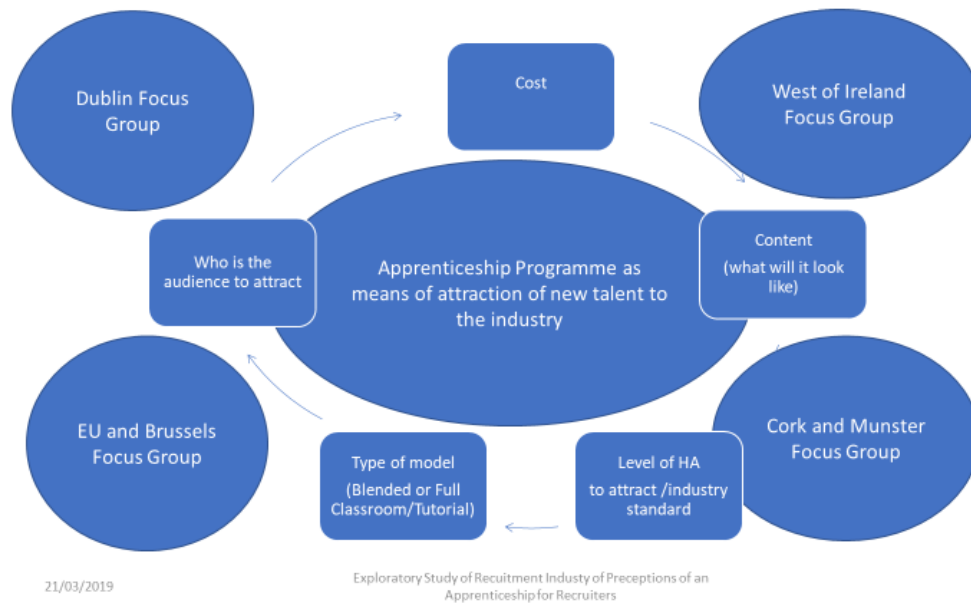 Dublin Focus
Group
Cost
West of Ireland
Focus Group
Who is the
audience to attract
Apprenticeship Programme as
means of attraction of new talent to
the industry
Content
(what will it look
like)
EU and Brussels
Focus Group
Type of model
(Blended or Full
Classroom/Tutorial)
Level of HA
to attract /industry
standard
Cork and Munster
Focus Group
21/03/2019
Exploratory Study of Recuitment Industy of Preceptions of an
Apprenticeship for Recruiters